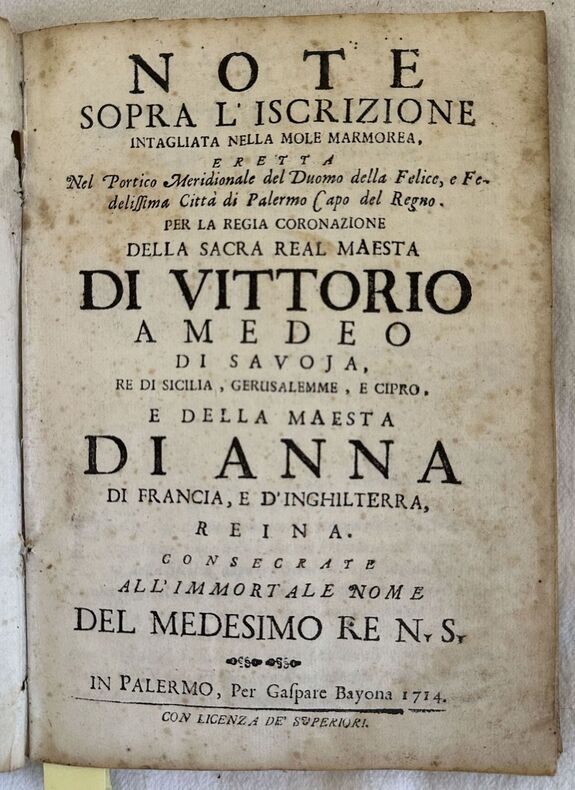 NOTE
SOPRA L' ISCRIZIONE
INTAGLIATA NELLA MOLE MARMOREA,
ERETTA
Nel Portico Meridionale del Duomo della Felice, e Fe-
delissima Città di Palermo Capo del Regno.
PER LA REGIA CORONAZIONE
DELLA SACRA REAL MAESTA
DI VITTORIO
AMEDEO
DI SAVOJA,
RE DI SICILIA, GERUSALEMME, E CIPRO,
E DELLA MAESTA
DI ANNA
DI FRANCIA, E D'INGHILTERRA,
REINA.
CONSECRATE
ALL'IMMORTALE NOME
DEL MEDESIMO RE N. S.
IN PALERMO, Per Gaspare Bayona 1714.
CON LICENZA DE' SUPERIORI.